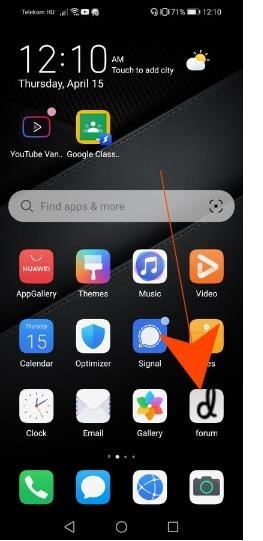 Telekom HU 71% 12:10
12:10 AM
Touch to add city
Thursday, April 15
YouTube Van.. Google Class..
Find apps & more
HUAWEI
AppGallery Themes Music Video
Thursday
15
Calendar Optimizer Signal
Clock Email Gallery forum
d